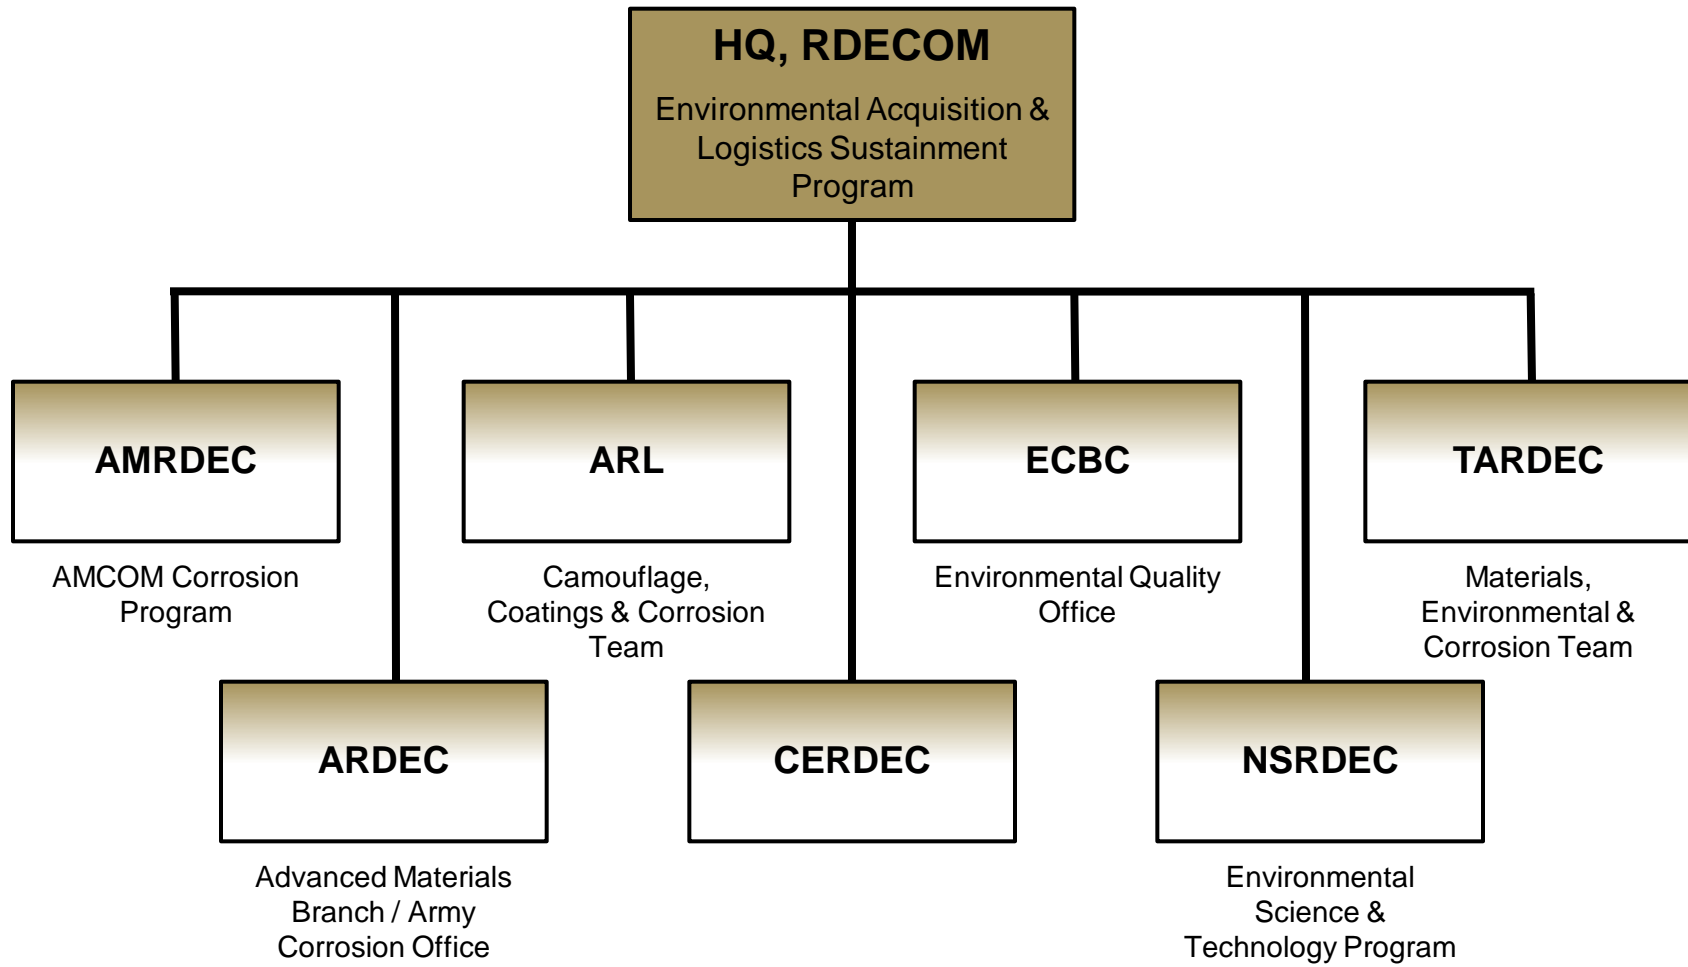 HQ, RDECOM
Environmental Acquisition &
Logistics Sustainment
Program
AMRDEC
AMCOM Corrosion
Program
ARL
Camouflage,
Coatings & Corrosion
Team
ECBC
Environmental Quality
Office
TARDEC
Materials,
Environmental &
Corrosion Team
ARDEC
Advanced Materials
Branch / Army
Corrosion Office
CERDEC
NSRDEC
Environmental
Science &
Technology Program